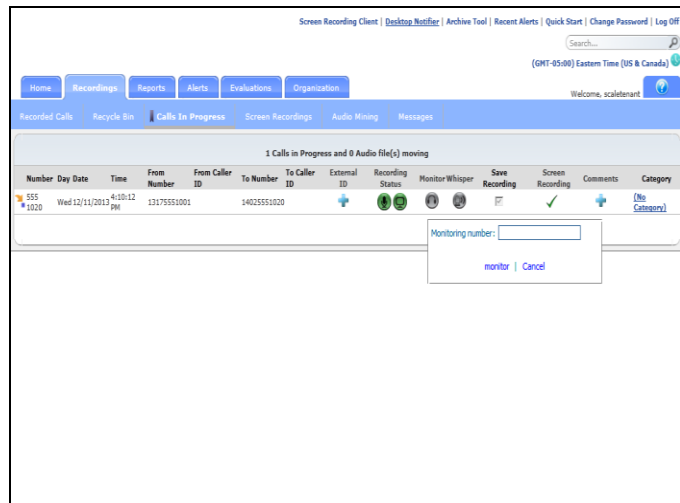 Screen Recording Client | Desktop Notifier | Archive Tool | Recent Alerts | Quick Start | Change Password | Log Off
Search...
(GMT-05:00) Eastern Time (US & Canada)
Home Recordings Reports Alerts Evaluations Organization
Welcome, scaletenant
Recorded Calls Recycle Bin Calls In Progress Screen Recordings Audio Mining Messages
1 Calls in Progress and 0 Audio file(s) moving
Number Day Date Time From Number From Caller ID To Number To Caller ID External ID Recording Status Monitor Whisper Save Recording Screen Recording Comments Category
555 1020 Wed 12/11/2013 4:10:12 PM 13175551001 14025551020 (No Category)
Monitoring number:
monitor | Cancel